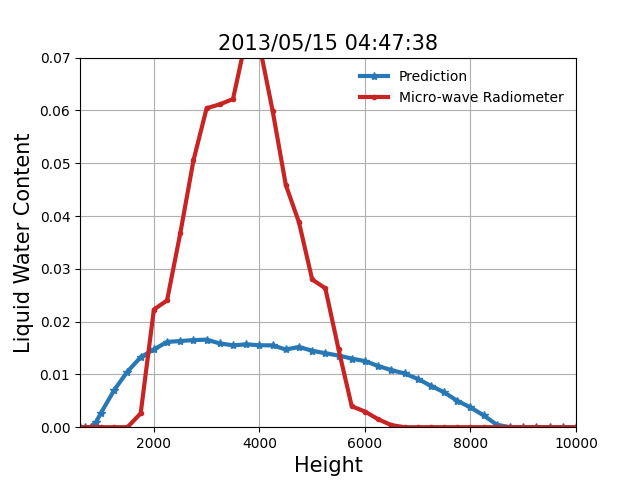 2013/05/15 04:47:38
0.07
0.06
0.05
0.04
0.03
0.02
0.01
0.00
Liquid Water Content
Prediction
Micro-wave Radiometer
2000 4000 6000 8000 10000
Height